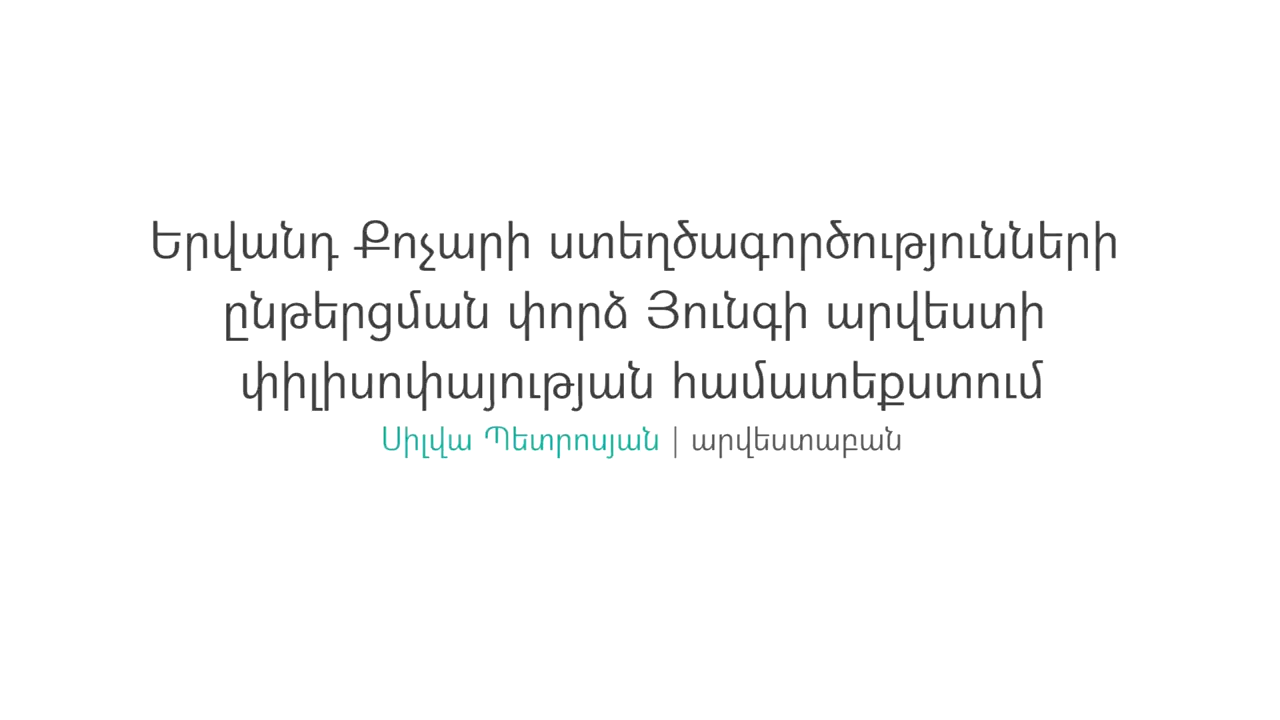 Երվանդ Քոչարի ստեղծագործությունների
ընթերցման փորձ Յունգի արվեստի
փիլիսոփայության համատեքստում
Սիլվա Պետրոսյան | արվեստաբան